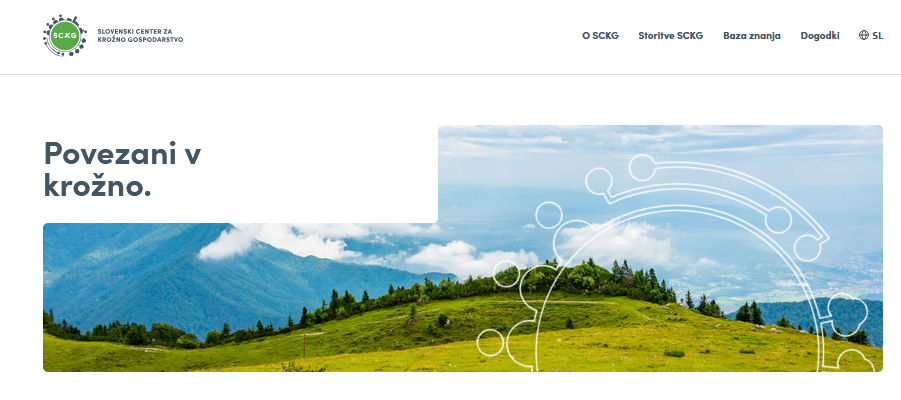 SCKG
SLOVENSKI CENTER ZA
KROŽNO GOSPODARSTVO
O SCKG
Storitve SCKG
Baza znanja
Dogodki
SL
Povezani v
krožno.